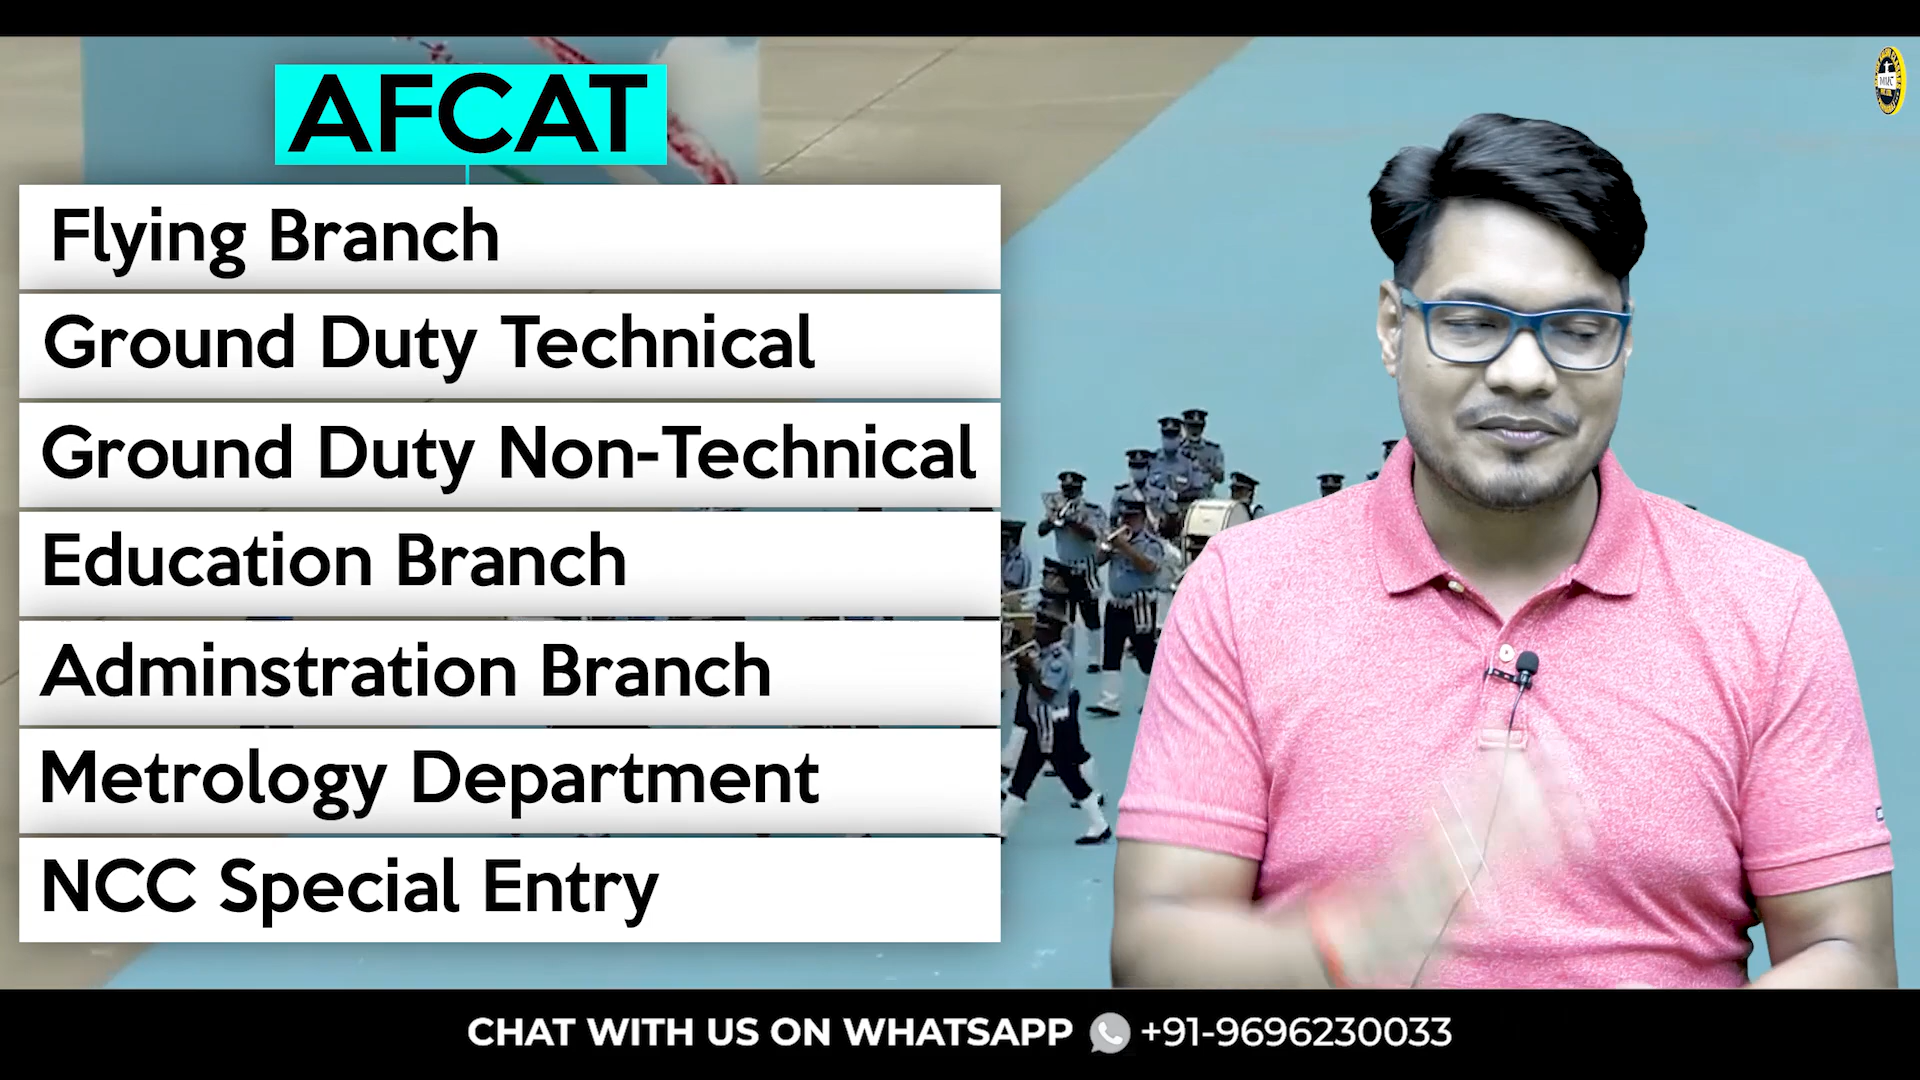 AFCAT
Flying Branch
Ground Duty Technical
Ground Duty Non-Technical
Education Branch
Adminstration Branch
Metrology Department
NCC Special Entry
CHAT WITH US ON WHATSAPP +91-9696230033